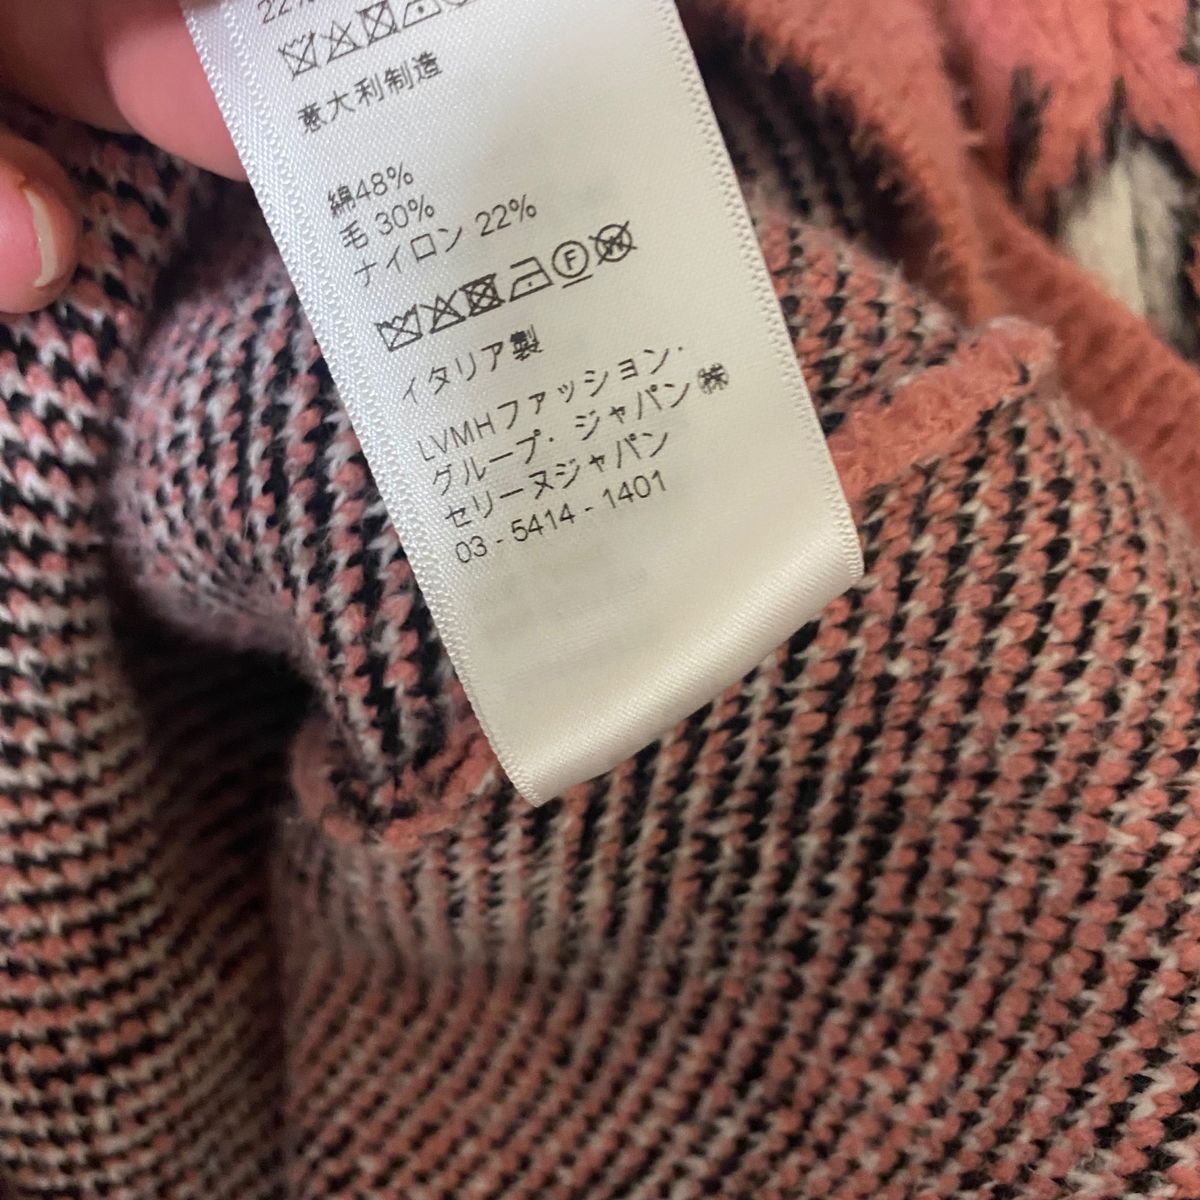 22%
意大利制造
綿48%
毛 30%
ナイロン 22%
F W
イタリア製
LVMHファッション・
グループ・ジャパン㈱
セリーヌジャパン
03 - 5414 - 1401